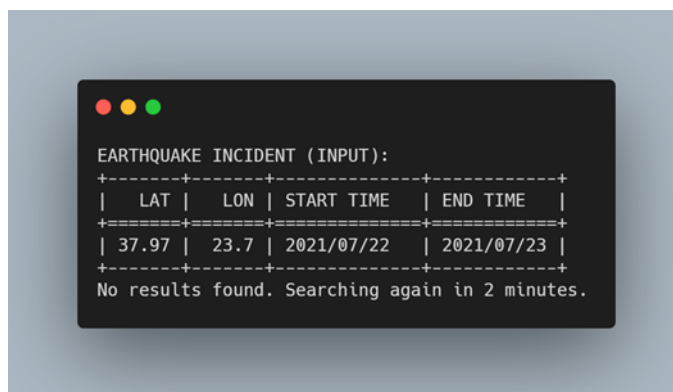 EARTHQUAKE INCIDENT (INPUT):
+-------+-------+--------------+------------+
|   LAT |   LON | START TIME   | END TIME   |
+=======+=======+==============+============+
| 37.97 |  23.7 | 2021/07/22   | 2021/07/23 |
+-------+-------+--------------+------------+
No results found. Searching again in 2 minutes.